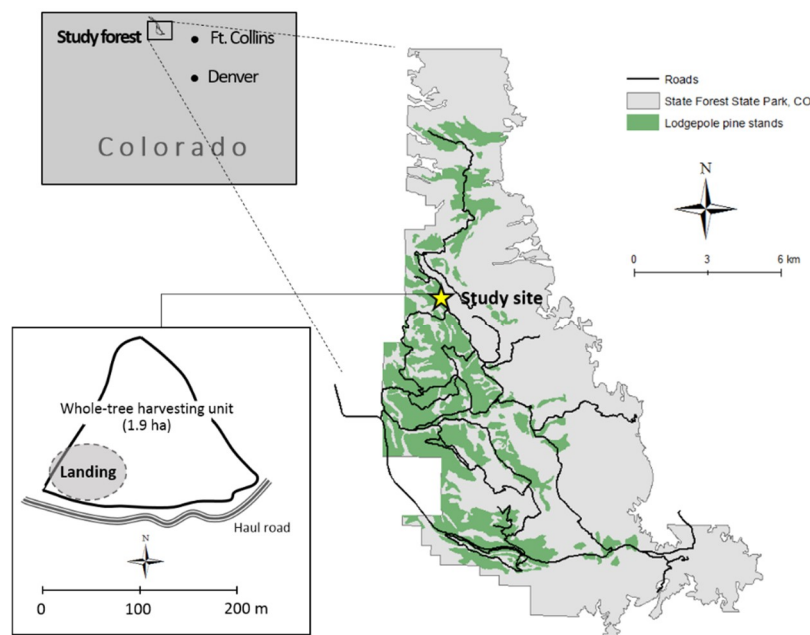 Study forest
Ft. Collins
Denver
Colorado
Roads
State Forest State Park, CO
Lodgepole pine stands
N
0 3 6 km
Study site
Whole-tree harvesting unit
(1.9 ha)
Landing
Haul road
N
0 100 200 m